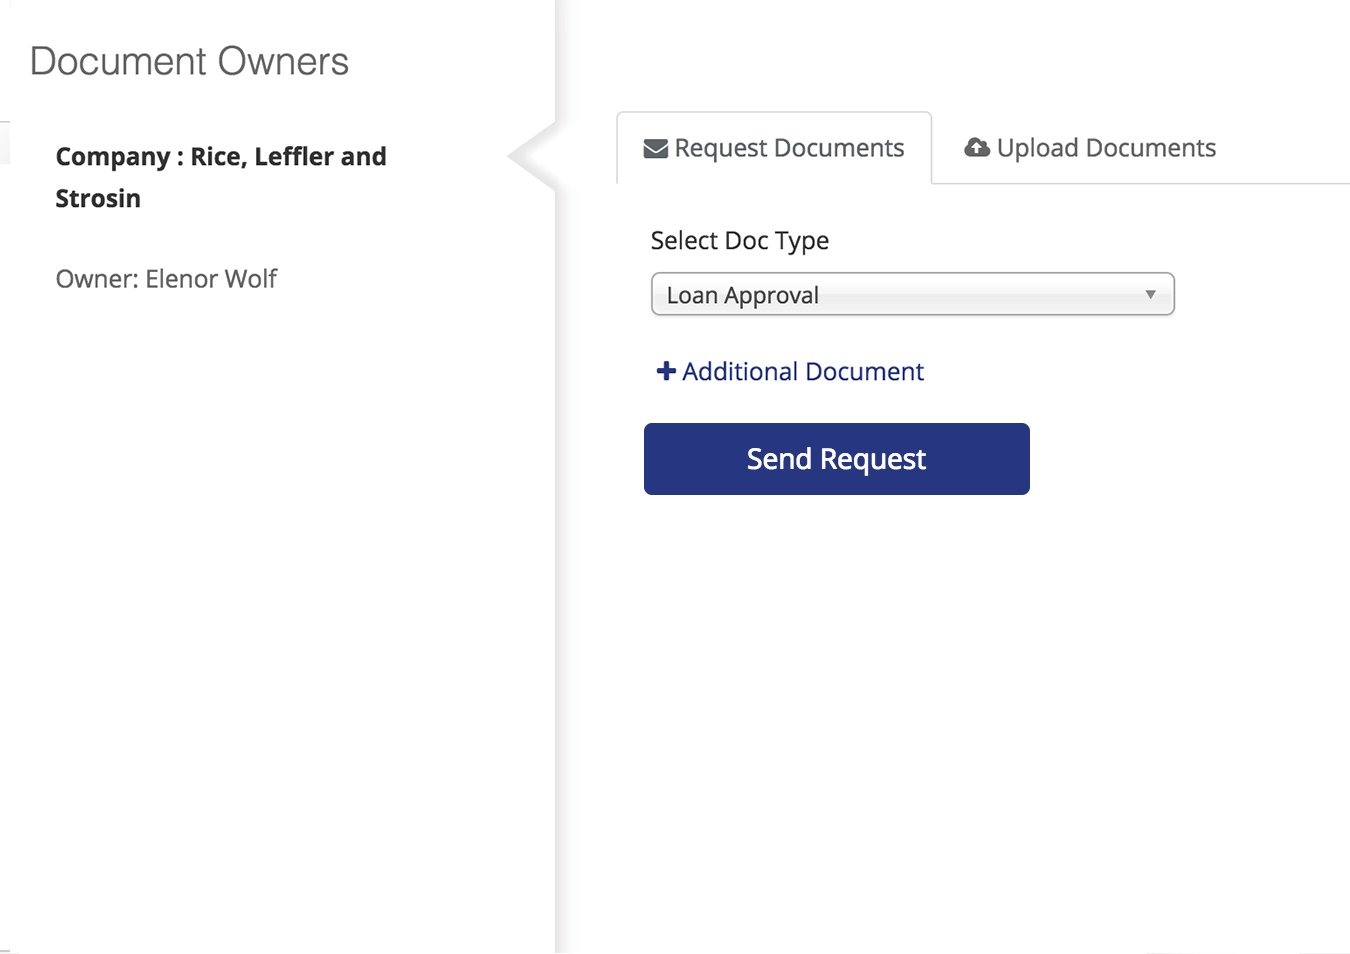 Document Owners
Company : Rice, Leffler and
Strosin
Owner: Elenor Wolf
Request Documents
Upload Documents
Select Doc Type
Loan Approval
Additional Document
Send Request